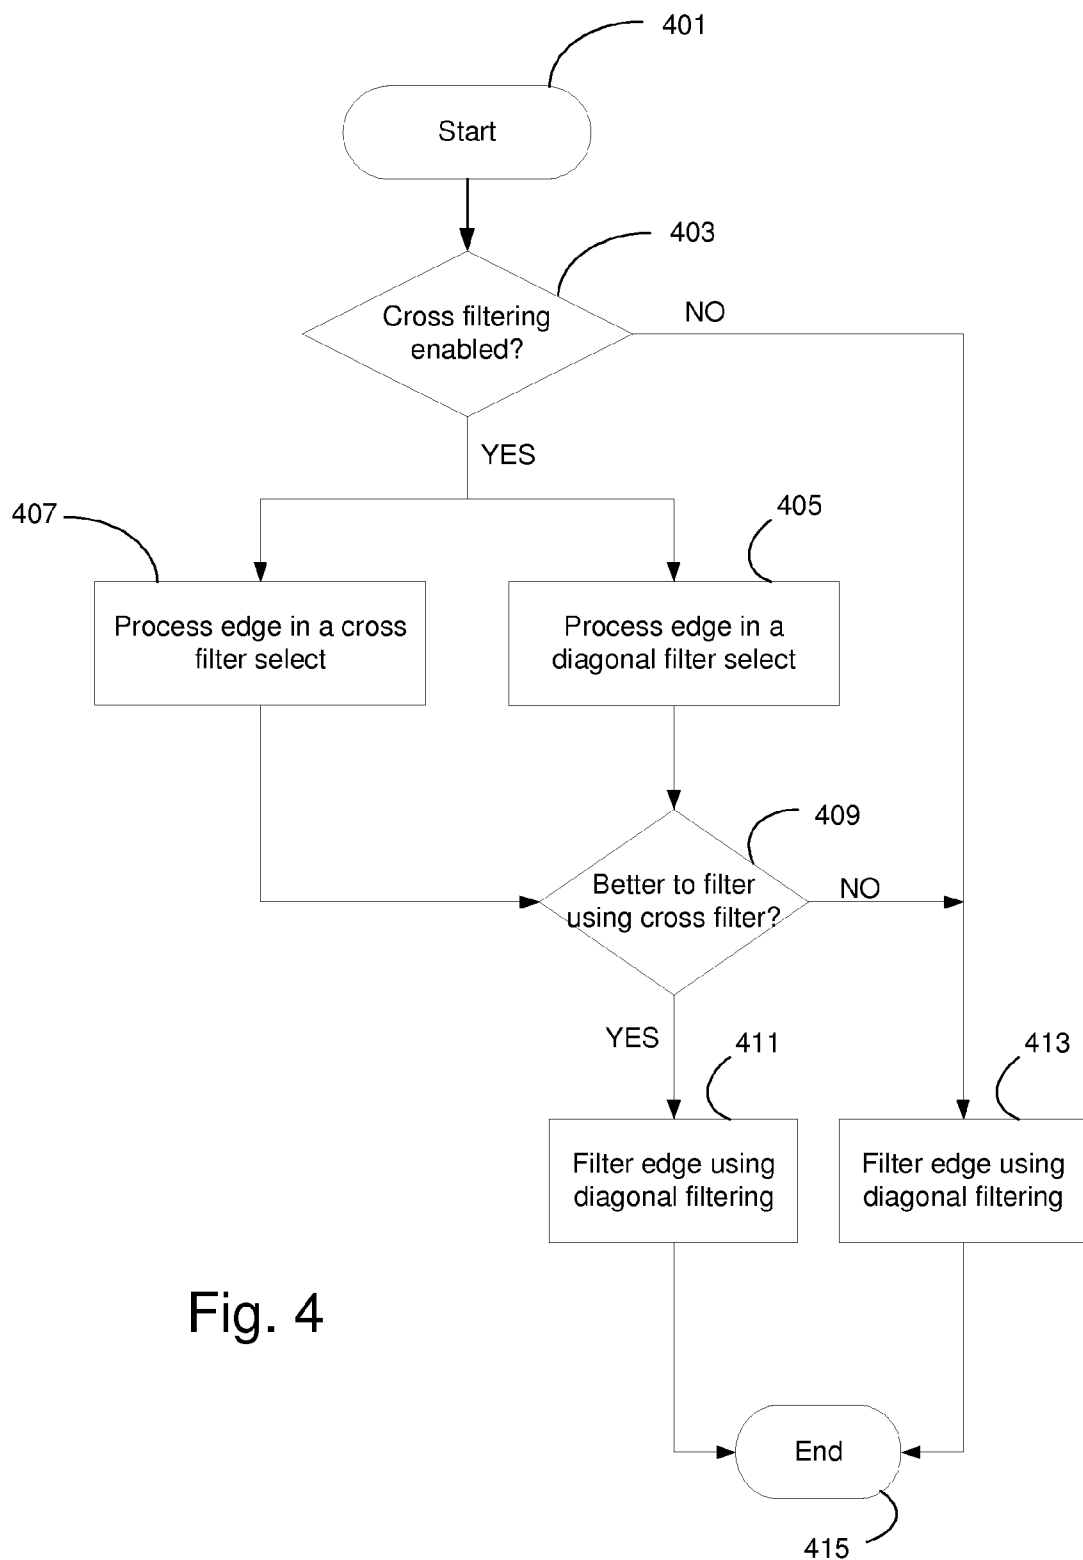 401
Start
403
Cross filtering
enabled?
NO
YES
407
405
Process edge in a cross
filter select
Process edge in a
diagonal filter select
409
Better to filter
using cross filter?
NO
YES
411
413
Filter edge using
diagonal filtering
Filter edge using
diagonal filtering
Fig. 4
End
415